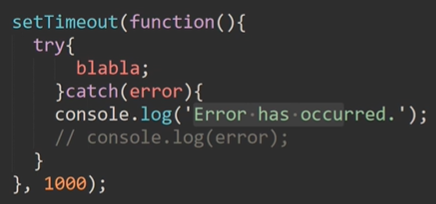 setTimeout(function(){
try{
blabla;
}catch(error){
console.log('Error has occurred.');
// console.log(error);
}
}, 1000);